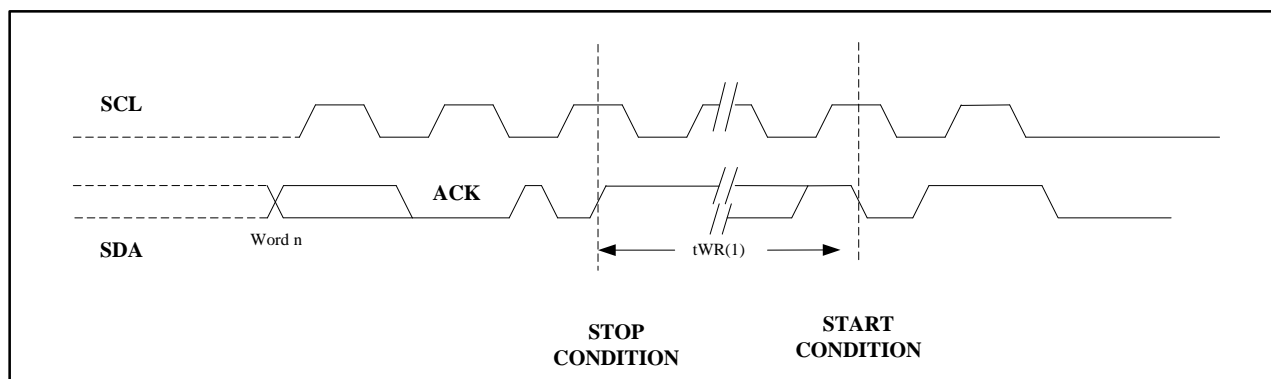 SCL
ACK
SDA
Word n
tWR(1)
STOP
CONDITION
START
CONDITION